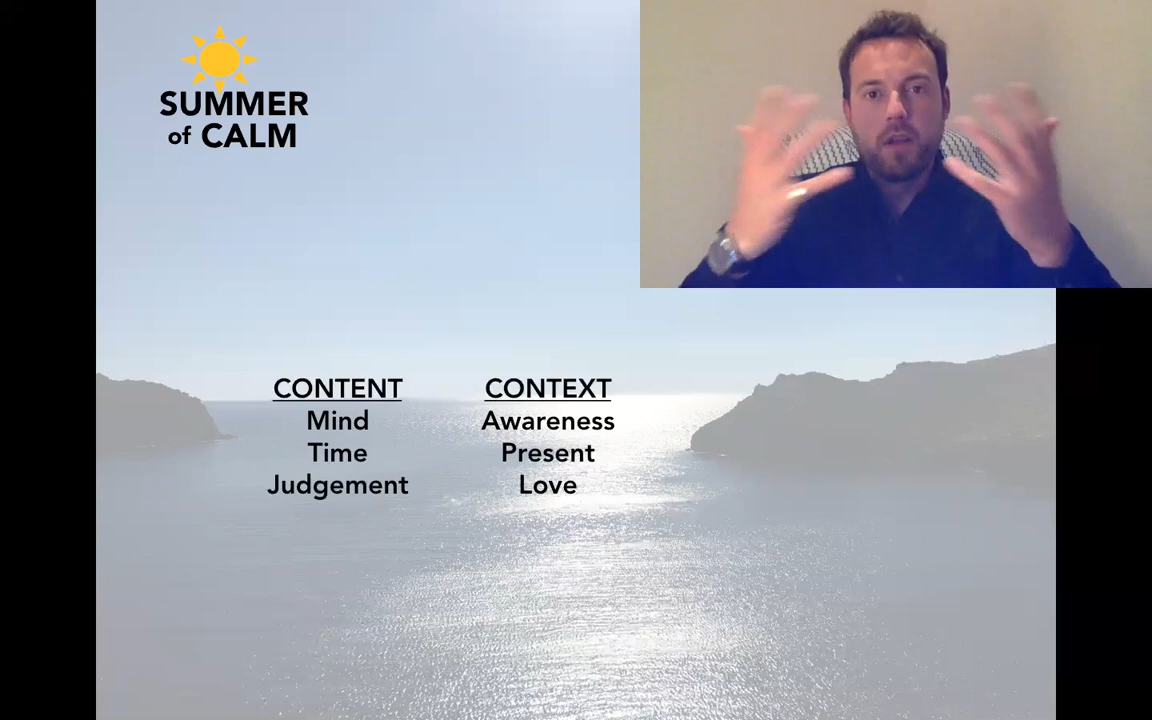 SUMMER
of CALM
CONTENT CONTEXT
Mind Awareness
Time Present
Judgement Love